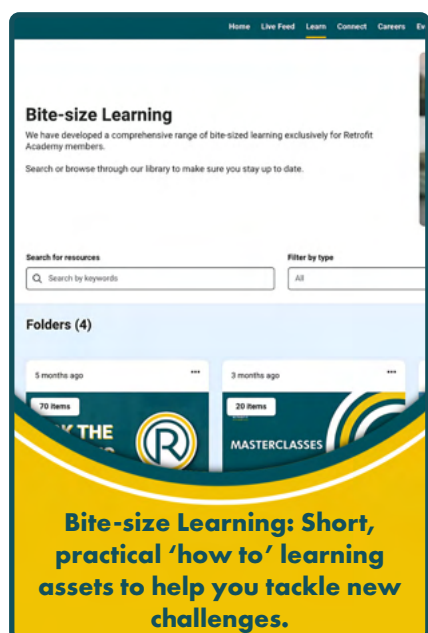 Home Live Feed Learn Connect Careers
Bite-size Learning
We have developed a comprehensive range of bite-sized learning exclusively for Retrofit
Academy members.
Search or browse through our library to make sure you stay up to date.
Search for resources Filter by type
Search by keywords All
Folders (4)
5 months ago 3 months ago
70 items 20 items
THE
R
MASTERCLASSES
Bite-size Learning: Short,
practical ‘how to’ learning
assets to help you tackle new
challenges.